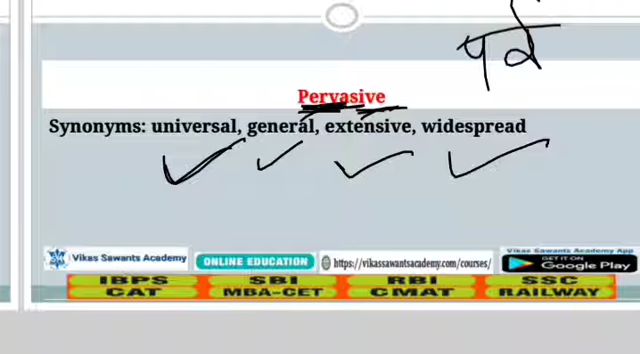 पर्व
Pervasive
Synonyms: universal, general, extensive, widespread
Vikas Sawants Academy
ONLINE EDUCATION
https://vikassawantsacademy.com/courses/
Vikas Sawants Academy App
GET IT ON
Google Play
IBPS SBI RBI SSC
CAT MBA-CET CMAT RAILWAY